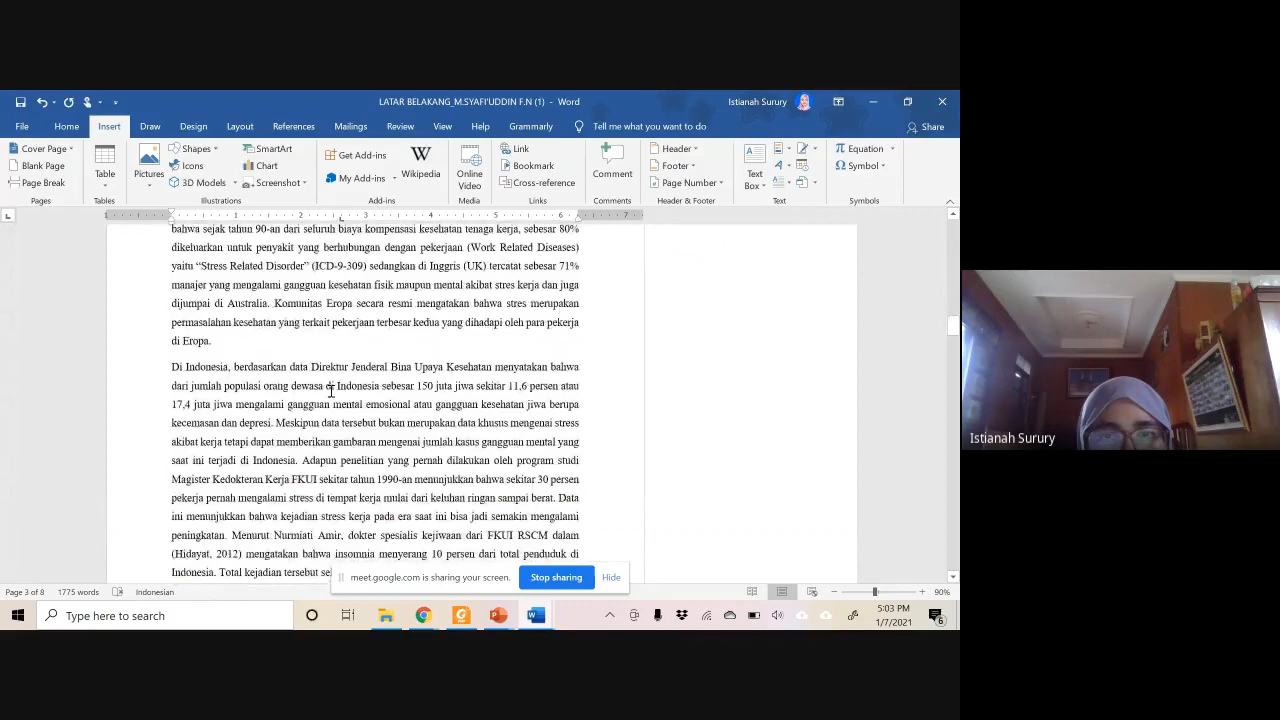 LATAR BELAKANG_M.SYAFI'UDDIN F.N (1) - Word
Istianah Surury
File Home Insert Draw Design Layout References Mailings Review View Help Grammarly Tell me what you want to do Share
Cover Page
Blank Page
Page Break
Pages
Table
Tables
Pictures
Shapes
Icons
3D Models
SmartArt
Chart
Screenshot
Illustrations
Get Add-ins
My Add-ins
Wikipedia
Add-ins
Online
Video
Media
Link
Bookmark
Cross-reference
Links
Comment
Comments
Header
Footer
Page Number
Header & Footer
Text
Box
Text
Equation
Symbol
Symbols
1 1 2 3 4 5 6 7
bahwa sejak tahun 90-an dari seluruh biaya kompensasi kesehatan tenaga kerja, sebesar 80%
dikeluarkan untuk penyakit yang berhubungan dengan pekerjaan (Work Related Diseases)
yaitu “Stress Related Disorder” (ICD-9-309) sedangkan di Inggris (UK) tercatat sebesar 71%
manajer yang mengalami gangguan kesehatan fisik maupun mental akibat stres kerja dan juga
dijumpai di Australia. Komunitas Eropa secara resmi mengatakan bahwa stres merupakan
permasalahan kesehatan yang terkait pekerjaan terbesar kedua yang dihadapi oleh para pekerja
di Eropa.
Di Indonesia, berdasarkan data Direktur Jenderal Bina Upaya Kesehatan menyatakan bahwa
dari jumlah populasi orang dewasa di Indonesia sebesar 150 juta jiwa sekitar 11,6 persen atau
17,4 juta jiwa mengalami gangguan mental emosional atau gangguan kesehatan jiwa berupa
kecemasan dan depresi. Meskipun data tersebut bukan merupakan data khusus mengenai stress
akibat kerja tetapi dapat memberikan gambaran mengenai jumlah kasus gangguan mental yang
saat ini terjadi di Indonesia. Adapun penelitian yang pernah dilakukan oleh program studi
Magister Kedokteran Kerja FKUI sekitar tahun 1990-an menunjukkan bahwa sekitar 30 persen
pekerja pernah mengalami stress di tempat kerja mulai dari keluhan ringan sampai berat. Data
ini menunjukkan bahwa kejadian stress kerja pada era saat ini bisa jadi semakin mengalami
peningkatan. Menurut Nurmiati Amir, dokter spesialis kejiwaan dari FKUI RSCM dalam
(Hidayat, 2012) mengatakan bahwa insomnia menyerang 10 persen dari total penduduk di
Indonesia. Total kejadian tersebut
meet.google.com is sharing your screen. Stop sharing Hide
Page 3 of 8 1775 words Indonesian 90%
Type here to search
5:03 PM
1/7/2021
6
Istianah Surury